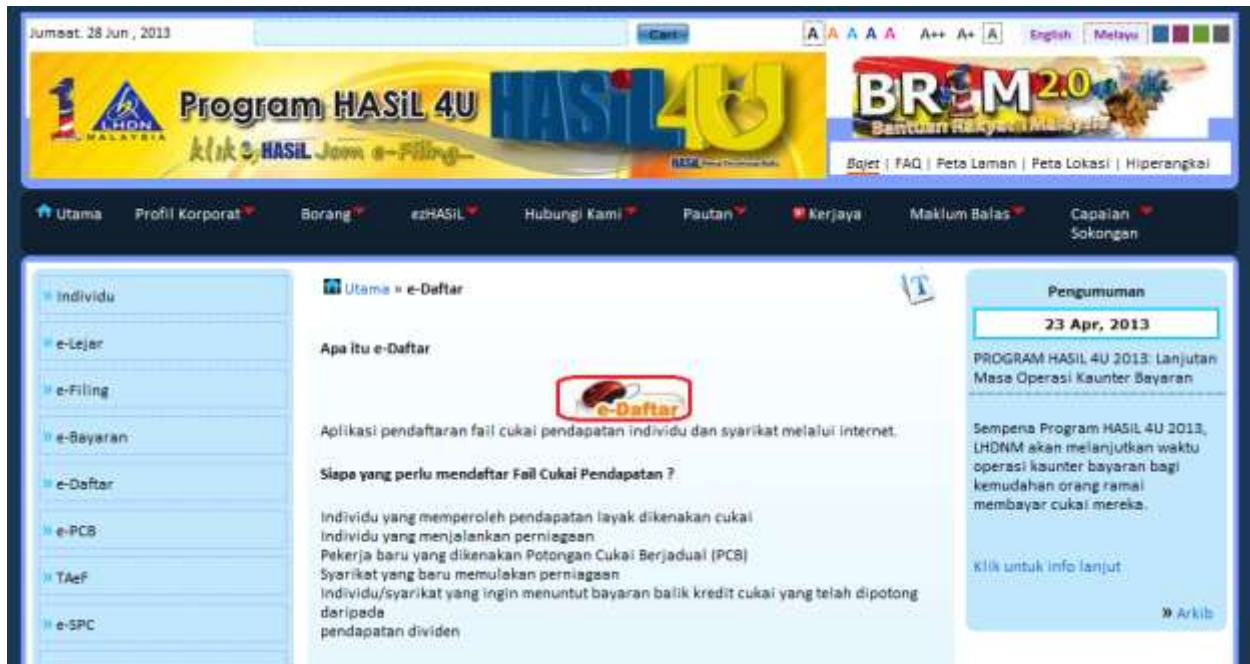 Jumaat. 28 Jun , 2013
Cari
A A A A A A++ A+ A English Melayu
1 LHDN MALAYSIA
Program HASiL 4U
HASiL 4U
klik @ HASiL Jom e-Filing...
BR1M 2.0
Bantuan Rakyat 1Malaysia
Bajet | FAQ | Peta Laman | Peta Lokasi | Hiperangkai
Utama Profil Korporat Borang ezHASiL Hubungi Kami Pautan Kerjaya Maklum Balas Capaian Sokongan
» Individu
» e-Lejar
» e-Filing
» e-Bayaran
» e-Daftar
» e-PCB
» TAeF
» e-SPC
Utama » e-Daftar
Apa itu e-Daftar
e-Daftar
Aplikasi pendaftaran fail cukai pendapatan individu dan syarikat melalui internet.
Siapa yang perlu mendaftar Fail Cukai Pendapatan ?
Individu yang memperoleh pendapatan layak dikenakan cukai
Individu yang menjalankan perniagaan
Pekerja baru yang dikenakan Potongan Cukai Berjadual (PCB)
Syarikat yang baru memulakan perniagaan
Individu/syarikat yang ingin menuntut bayaran balik kredit cukai yang telah dipotong
daripada
pendapatan dividen
Pengumuman
23 Apr, 2013
PROGRAM HASIL 4U 2013: Lanjutan
Masa Operasi Kaunter Bayaran
Sempena Program HASIL 4U 2013,
LHDNM akan melanjutkan waktu
operasi kaunter bayaran bagi
kemudahan orang ramai
membayar cukai mereka.
Klik untuk info lanjut
» Arkib